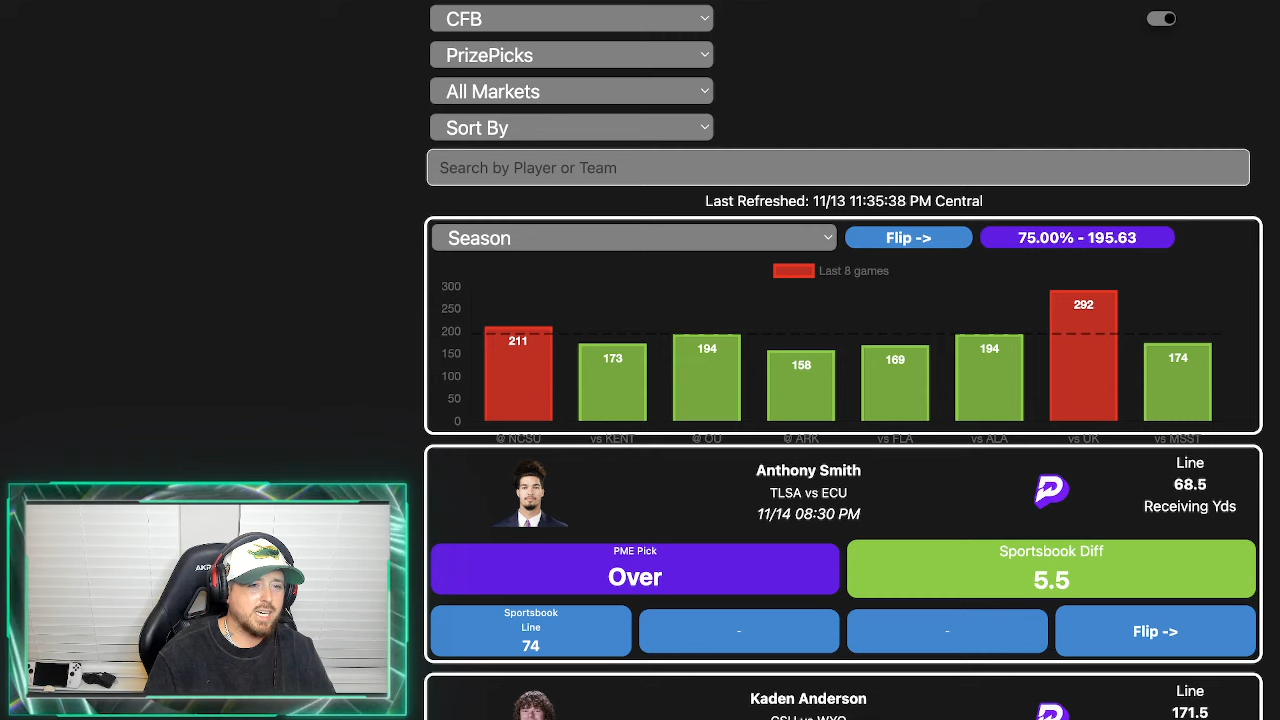 CFB
PrizePicks
All Markets
Sort By
Search by Player or Team
Last Refreshed: 11/13 11:35:38 PM Central
Season
Flip ->
75.00% - 195.63
Last 8 games
300
250
200
150
100
50
0
211
173
194
158
169
194
292
174
@ NCSU
vs KENT
@ OU
@ ARK
vs FLA
vs ALA
vs UK
vs MSST
Anthony Smith
TLSA vs ECU
11/14 08:30 PM
Line
68.5
Receiving Yds
PME Pick
Over
Sportsbook Diff
5.5
Sportsbook
Line
74
-
-
Flip ->
Kaden Anderson
CSU vs WYO
Line
171.5